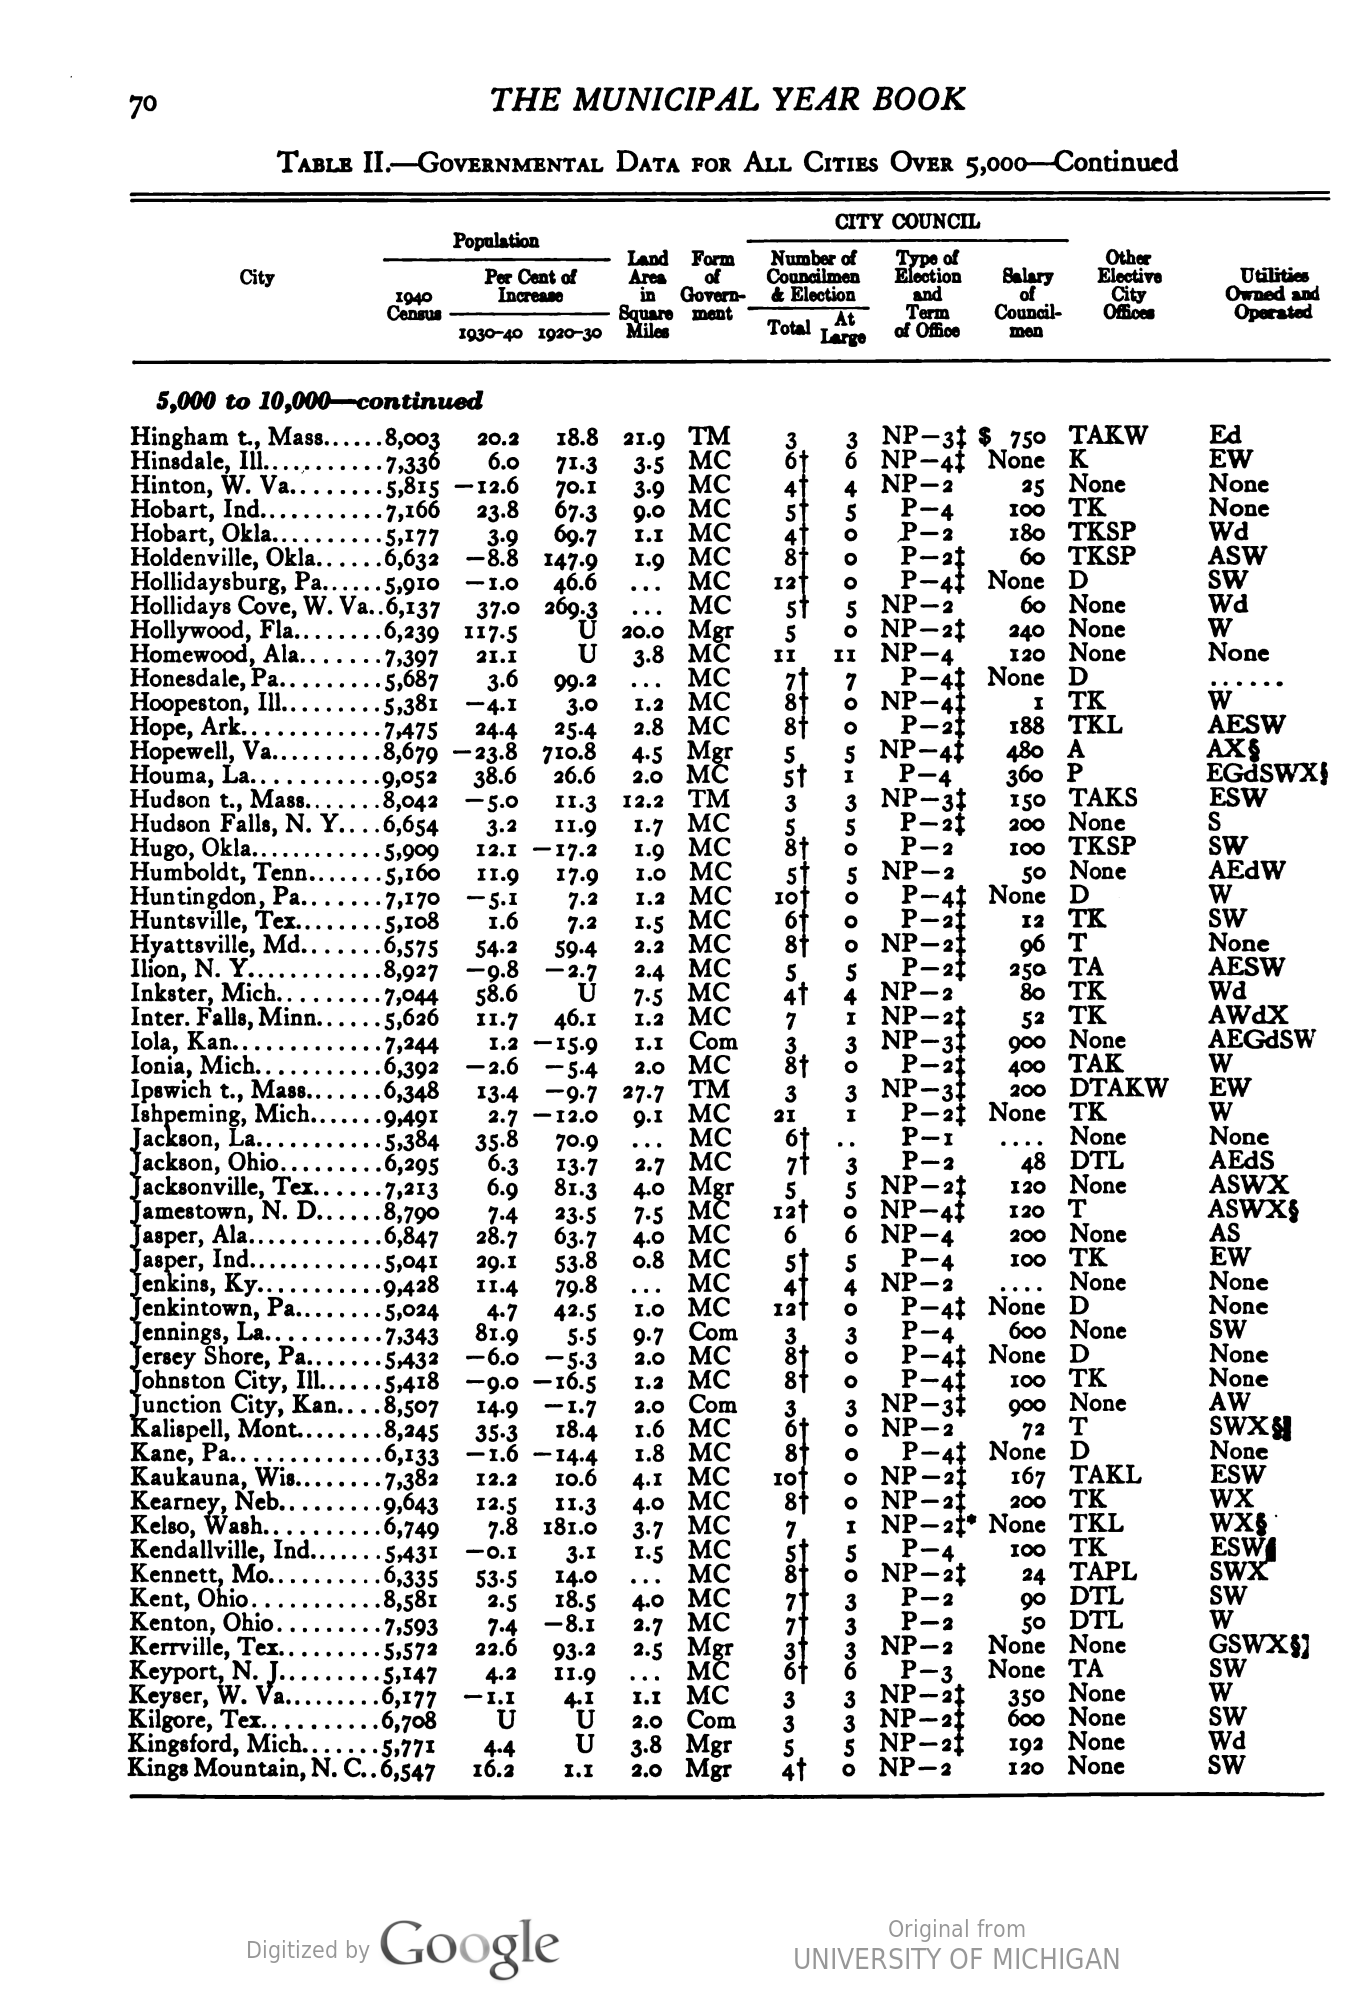 70 THE MUNICIPAL YEAR BOOK
TABLE II.—GOVERNMENTAL DATA FOR ALL CITIES OVER 5,000—Continued
CITY COUNCIL
Population
Land Form Number of Type of Other
City Per Cent of Area of Councilmen Election Salary Elective Utilities
1940 Increase in Govern- & Election and of City Owned and
Census Square ment Term Council- Offices Operated
1930-40 1920-30 Miles Total At Large of Office men
5,000 to 10,000—continued
Hingham t., Mass......8,003 20.2 18.8 21.9 TM 3 3 NP—3‡ $ 750 TAKW Ed
Hinsdale, Ill............7,336 6.0 71.3 3.5 MC 6† 6 NP—4‡ None K EW
Hinton, W. Va........5,815 —12.6 70.1 3.9 MC 4† 4 NP—2 25 None None
Hobart, Ind...........7,166 23.8 67.3 9.0 MC 5† 5 P—4 100 TK None
Hobart, Okla..........5,177 3.9 69.7 1.1 MC 4† 0 P—2 180 TKSP Wd
Holdenville, Okla......6,632 —8.8 147.9 1.9 MC 8† 0 P—2‡ 60 TKSP ASW
Hollidaysburg, Pa......5,910 —1.0 46.6 ... MC 12† 0 P—4‡ None D SW
Hollidays Cove, W. Va..6,137 37.0 269.3 ... MC 5† 5 NP—2 60 None Wd
Hollywood, Fla........6,239 117.5 U 20.0 Mgr 5 0 NP—2‡ 240 None W
Homewood, Ala.......7,397 21.1 U 3.8 MC 11 11 NP—4 120 None None
Honesdale, Pa.........5,687 3.6 99.2 ... MC 7† 7 P—4‡ None D ......
Hoopeston, Ill.........5,381 —4.1 3.0 1.2 MC 8† 0 NP—4‡ 1 TK W
Hope, Ark............7,475 24.4 25.4 2.8 MC 8† 0 P—2‡ 188 TKL AESW
Hopewell, Va..........8,679 —23.8 710.8 4.5 Mgr 5 5 NP—4‡ 480 A AX§
Houma, La...........9,052 38.6 26.6 2.0 MC 5† 1 P—4 360 P EGdSWX§
Hudson t., Mass.......8,042 —5.0 11.3 12.2 TM 3 3 NP—3‡ 150 TAKS ESW
Hudson Falls, N. Y....6,654 3.2 11.9 1.7 MC 5 5 P—2‡ 200 None S
Hugo, Okla............5,909 12.1 —17.2 1.9 MC 8† 0 P—2 100 TKSP SW
Humboldt, Tenn.......5,160 11.9 17.9 1.0 MC 5† 5 NP—2 50 None AEdW
Huntingdon, Pa.......7,170 —5.1 7.2 1.2 MC 10† 0 P—4‡ None D W
Huntsville, Tex........5,108 1.6 7.2 1.5 MC 6† 0 P—2‡ 12 TK SW
Hyattsville, Md.......6,575 54.2 59.4 2.2 MC 8† 0 NP—2‡ 96 T None
Ilion, N. Y............8,927 —9.8 —2.7 2.4 MC 5 5 P—2‡ 250 TA AESW
Inkster, Mich.........7,044 58.6 U 7.5 MC 4† 4 NP—2 80 TK Wd
Inter. Falls, Minn......5,626 11.7 46.1 1.2 MC 7 1 NP—2‡ 52 TK AWdX
Iola, Kan.............7,244 1.2 —15.9 1.1 Com 3 3 NP—3‡ 900 None AEGdSW
Ionia, Mich...........6,392 —2.6 —5.4 2.0 MC 8† 0 P—2‡ 400 TAK W
Ipswich t., Mass.......6,348 13.4 —9.7 27.7 TM 3 3 NP—3‡ 200 DTAKW EW
Ishpeming, Mich.......9,491 2.7 —12.0 9.1 MC 21 1 P—2‡ None TK W
Jackson, La...........5,384 35.8 70.9 ... MC 6† .. P—1 .... None None
Jackson, Ohio.........6,295 6.3 13.7 2.7 MC 7† 3 P—2 48 DTL AEdS
Jacksonville, Tex......7,213 6.9 81.3 4.0 Mgr 5 5 NP—2‡ 120 None ASWX
Jamestown, N. D......8,790 7.4 23.5 7.5 MC 12† 0 NP—4‡ 120 T ASWX§
Jasper, Ala............6,847 28.7 63.7 4.0 MC 6 6 NP—4 200 None AS
Jasper, Ind............5,041 29.1 53.8 0.8 MC 5† 5 P—4 100 TK EW
Jenkins, Ky...........9,428 11.4 79.8 ... MC 4† 4 NP—2 .... None None
Jenkintown, Pa........5,024 4.7 42.5 1.0 MC 12† 0 P—4‡ None D None
Jennings, La..........7,343 81.9 5.5 9.7 Com 3 3 P—4 600 None SW
Jersey Shore, Pa.......5,432 —6.0 —5.3 2.0 MC 8† 0 P—4‡ None D None
Johnston City, Ill......5,418 —9.0 —16.5 1.2 MC 8† 0 P—4‡ 100 TK None
Junction City, Kan....8,507 14.9 —1.7 2.0 Com 3 3 NP—3‡ 900 None AW
Kalispell, Mont........8,245 35.3 18.4 1.6 MC 6† 0 NP—2 72 T SWX§
Kane, Pa.............6,133 —1.6 —14.4 1.8 MC 8† 0 P—4‡ None D None
Kaukauna, Wis........7,382 12.2 10.6 4.1 MC 10† 0 NP—2‡ 167 TAKL ESW
Kearney, Neb.........9,643 12.5 11.3 4.0 MC 8† 0 NP—2‡ 200 TK WX
Kelso, Wash..........6,749 7.8 181.0 3.7 MC 7 1 NP—2‡* None TKL WX§
Kendallville, Ind.......5,431 —0.1 3.1 1.5 MC 5† 5 P—4 100 TK ESW
Kennett, Mo..........6,335 53.5 14.0 ... MC 8† 0 NP—2‡ 24 TAPL SWX
Kent, Ohio...........8,581 2.5 18.5 4.0 MC 7† 3 P—2 90 DTL SW
Kenton, Ohio.........7,593 7.4 —8.1 2.7 MC 7† 3 P—2 50 DTL W
Kerrville, Tex.........5,572 22.6 93.2 2.5 Mgr 3† 3 NP—2 None None GSWX§
Keyport, N. J.........5,147 4.2 11.9 ... MC 6† 6 P—3 None TA SW
Keyser, W. Va........6,177 —1.1 4.1 1.1 MC 3 3 NP—2‡ 350 None W
Kilgore, Tex..........6,708 U U 2.0 Com 3 3 NP—2‡ 600 None SW
Kingsford, Mich.......5,771 4.4 U 3.8 Mgr 5 5 NP—2‡ 192 None Wd
Kings Mountain, N. C..6,547 16.2 1.1 2.0 Mgr 4† 0 NP—2 120 None SW
Digitized by Google
Original from
UNIVERSITY OF MICHIGAN